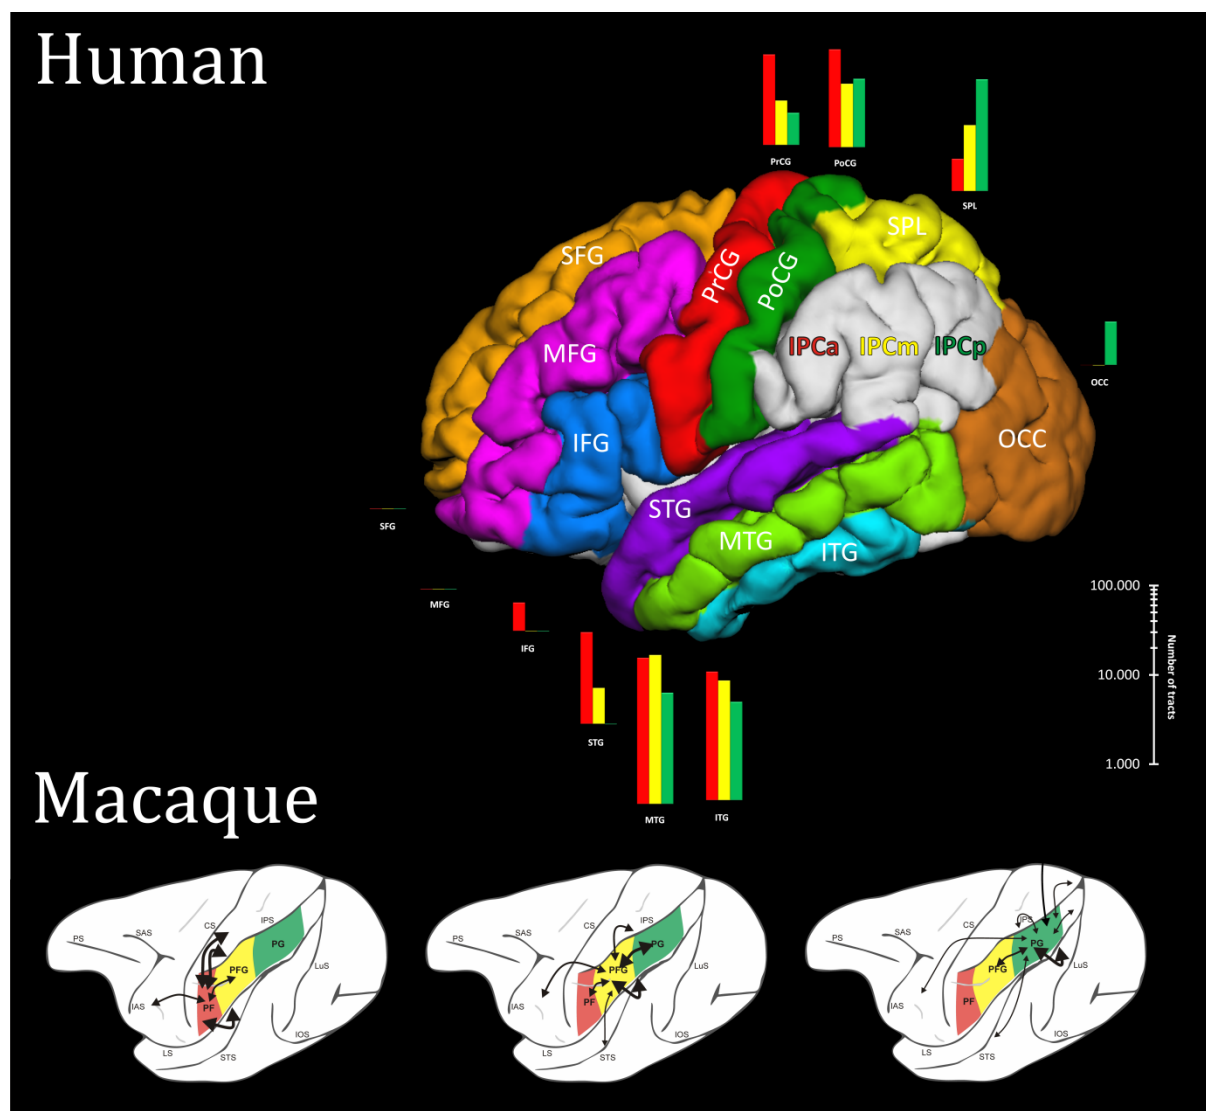 Human
PrCG
PoCG
SPL
SFG
PrCG
PoCG
SPL
MFG
IPCa
IPCm
IPCp
OCC
IFG
OCC
STG
SFG
MTG
ITG
MFG
IFG
STG
MTG
ITG
100.000
10.000
1.000
Number of tracts
Macaque
PS
SAS
CS
IPS
PG
PFG
LuS
IAS
PF
LS
STS
IOS
PS
SAS
CS
IPS
PG
PFG
LuS
IAS
PF
LS
STS
IOS
PS
SAS
CS
IPS
PG
PFG
LuS
IAS
PF
LS
STS
IOS